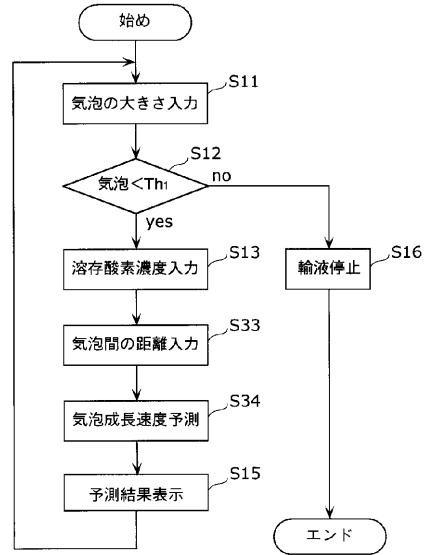 始め
気泡の大きさ入力
S11
気泡<Th₁
S12
no
yes
溶存酸素濃度入力
S13
輸液停止
S16
気泡間の距離入力
S33
気泡成長速度予測
S34
予測結果表示
S15
エンド